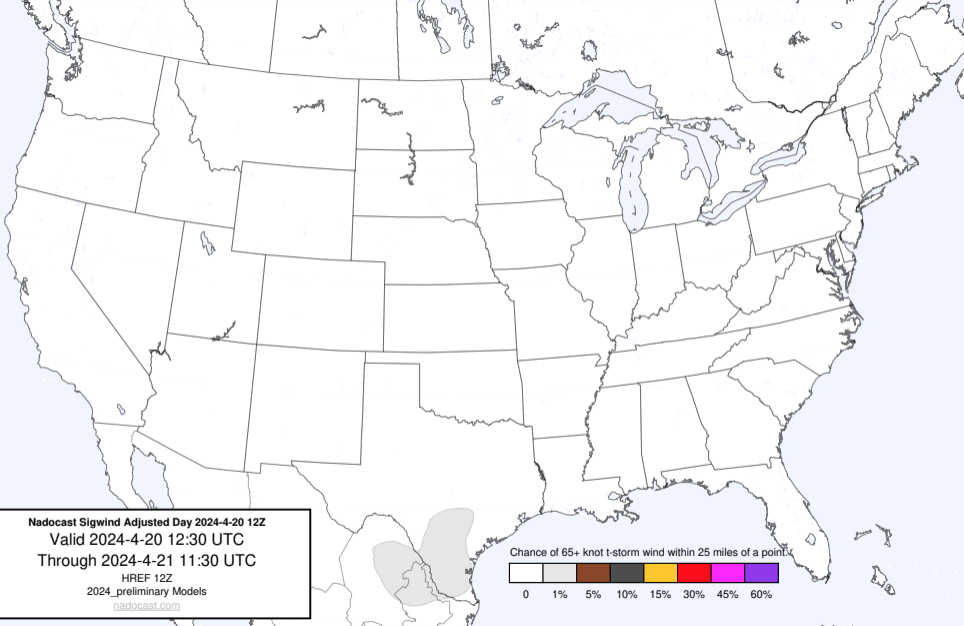 Nadocast Sigwind Adjusted Day 2024-4-20 12Z
Valid 2024-4-20 12:30 UTC
Through 2024-4-21 11:30 UTC
HREF 12Z
2024_preliminary Models
nadocast.com
Chance of 65+ knot t-storm wind within 25 miles of a point.
0 1% 5% 10% 15% 30% 45% 60%